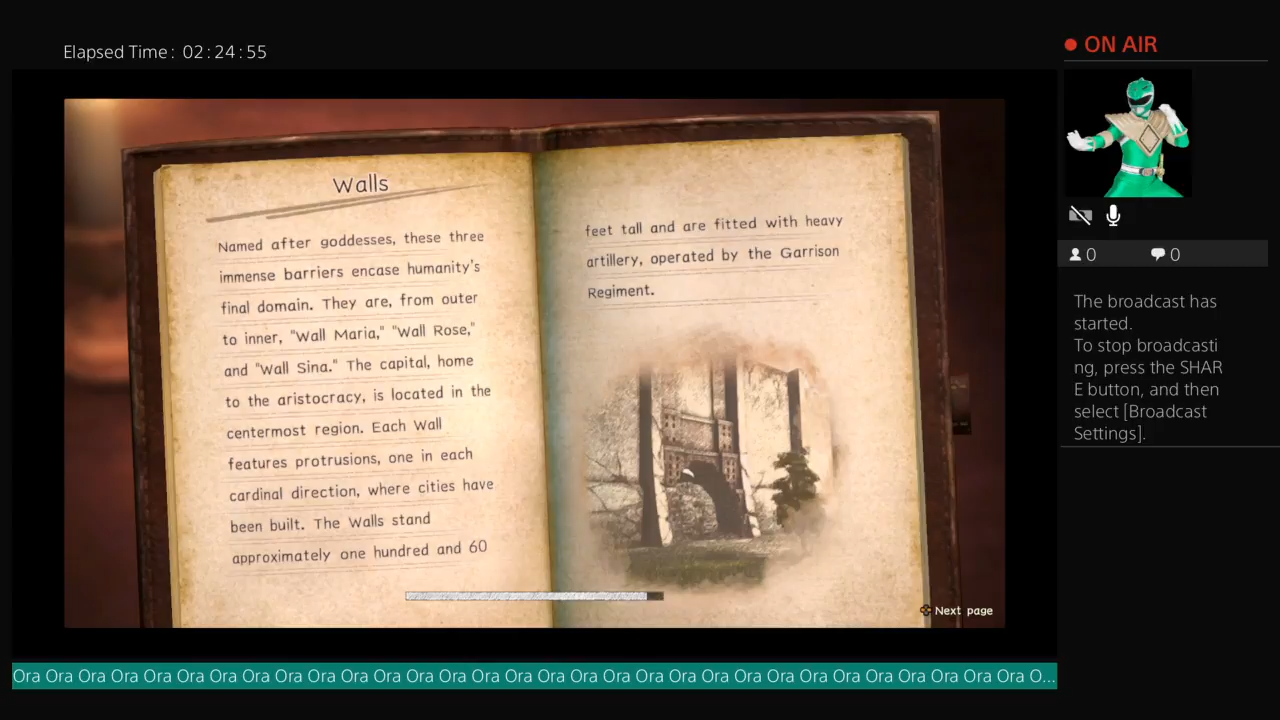 Elapsed Time: 02:24:55
ON AIR
Walls
Named after goddesses, these three
immense barriers encase humanity's
final domain. They are, from outer
to inner, "Wall Maria," "Wall Rose,"
and "Wall Sina." The capital, home
to the aristocracy, is located in the
centermost region. Each Wall
features protrusions, one in each
cardinal direction, where cities have
been built. The Walls stand
approximately one hundred and 60
feet tall and are fitted with heavy
artillery, operated by the Garrison
Regiment.
Next page
0 0
The broadcast has
started.
To stop broadcasti
ng, press the SHAR
E button, and then
select [Broadcast
Settings].
Ora Ora Ora Ora Ora Ora Ora Ora Ora Ora Ora Ora Ora Ora Ora Ora Ora Ora Ora Ora Ora Ora Ora Ora Ora Ora Ora Ora Ora Ora Ora O...